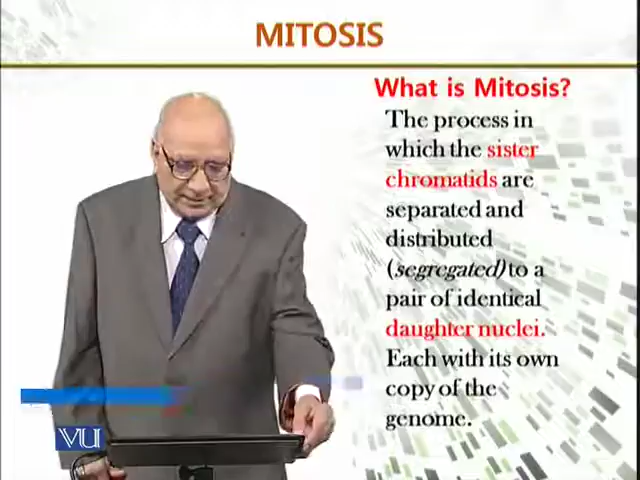 MITOSIS
What is Mitosis?
The process in
which the sister
chromatids are
separated and
distributed
(segregated) to a
pair of identical
daughter nuclei.
Each with its own
copy of the
genome.
VU